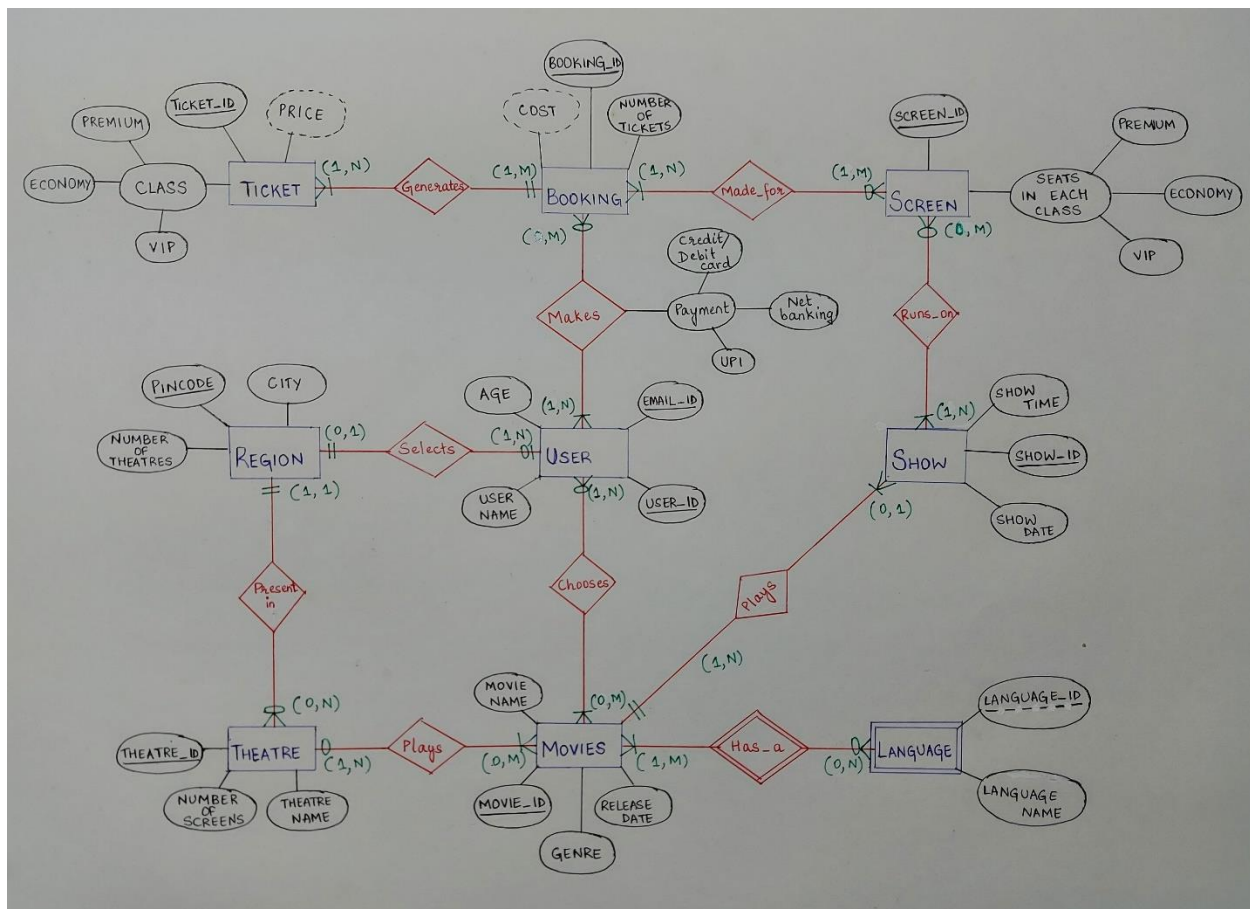 BOOKING_ID
TICKET_ID
PRICE
COST
NUMBER
OF
TICKETS
SCREEN_ID
PREMIUM
PREMIUM
ECONOMY
CLASS
TICKET
(1,N)
Generates
(1,M)
BOOKING
(1,N)
Made_for
(1,M)
SCREEN
SEATS
IN EACH
CLASS
ECONOMY
VIP
(0,M)
(0,M)
VIP
Credit/
Debit
card
Makes
Payment
Net
banking
UPI
Runs_on
PINCODE
CITY
AGE
(1,N)
EMAIL_ID
(1,N)
SHOW
TIME
NUMBER
OF
THEATRES
REGION
(0,1)
Selects
(1,N)
USER
SHOW
SHOW_ID
(1,1)
USER
NAME
(1,N)
USER_ID
(0,1)
SHOW
DATE
Present
in
Chooses
Plays
(1,N)
(0,N)
MOVIE
NAME
(0,M)
LANGUAGE_ID
THEATRE_ID
THEATRE
(1,N)
Plays
(0,M)
MOVIES
(1,M)
Has_a
(0,N)
LANGUAGE
NUMBER
OF
SCREENS
THEATRE
NAME
MOVIE_ID
RELEASE
DATE
LANGUAGE
NAME
GENRE